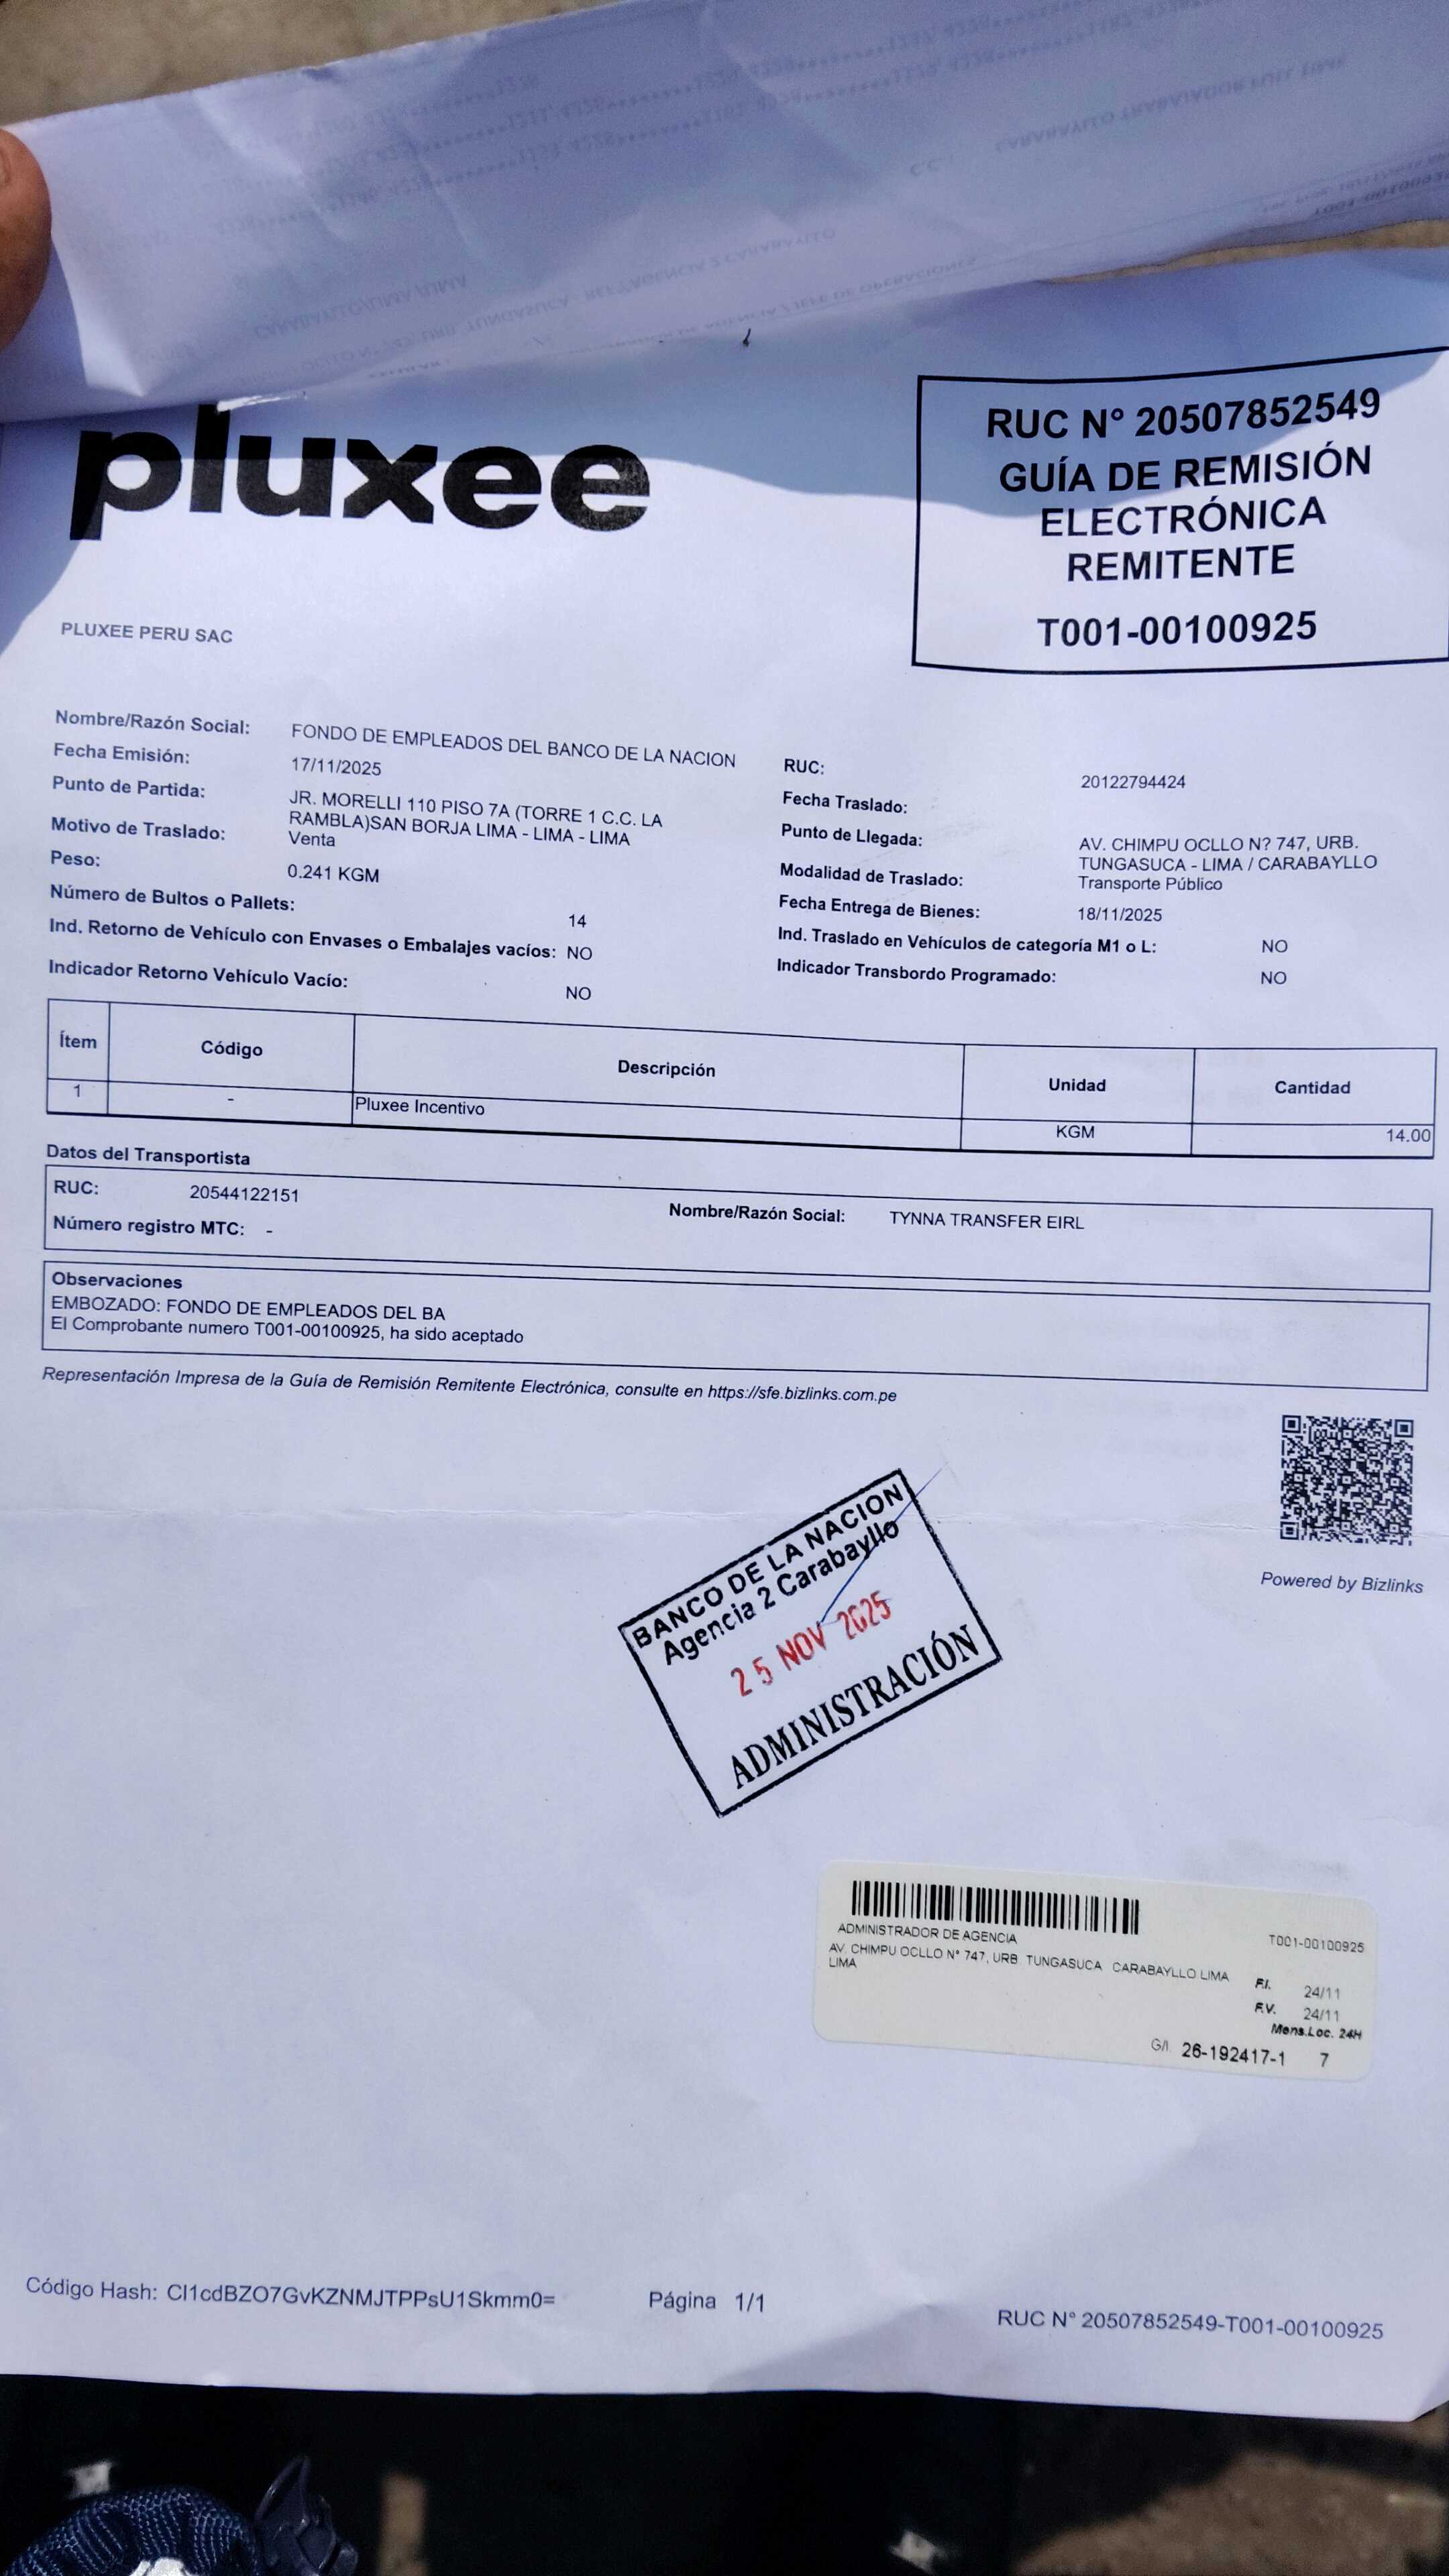 pluxee
RUC N° 20507852549
GUÍA DE REMISIÓN
ELECTRÓNICA
REMITENTE
T001-00100925
PLUXEE PERU SAC
Nombre/Razón Social: FONDO DE EMPLEADOS DEL BANCO DE LA NACION
RUC: 20122794424
Fecha Emisión: 17/11/2025
Fecha Traslado:
Punto de Partida: JR. MORELLI 110 PISO 7A (TORRE 1 C.C. LA
RAMBLA)SAN BORJA LIMA - LIMA - LIMA
Punto de Llegada: AV. CHIMPU OCLLO N? 747, URB.
TUNGASUCA - LIMA / CARABAYLLO
Motivo de Traslado: Venta
Modalidad de Traslado: Transporte Público
Peso: 0.241 KGM
Fecha Entrega de Bienes: 18/11/2025
Número de Bultos o Pallets: 14
Ind. Traslado en Vehículos de categoría M1 o L: NO
Ind. Retorno de Vehículo con Envases o Embalajes vacíos: NO
Indicador Transbordo Programado: NO
Indicador Retorno Vehículo Vacío: NO
Ítem Código Descripción Unidad Cantidad
1 - Pluxee Incentivo KGM 14.00
Datos del Transportista
RUC: 20544122151 Nombre/Razón Social: TYNNA TRANSFER EIRL
Número registro MTC: -
Observaciones
EMBOZADO: FONDO DE EMPLEADOS DEL BA
El Comprobante numero T001-00100925, ha sido aceptado
Representación Impresa de la Guía de Remisión Remitente Electrónica, consulte en https://sfe.bizlinks.com.pe
Powered by Bizlinks
BANCO DE LA NACION
Agencia 2 Carabayllo
25 NOV 2025
ADMINISTRACIÓN
ADMINISTRADOR DE AGENCIA T001-00100925
AV. CHIMPU OCLLO N° 747, URB. TUNGASUCA CARABAYLLO LIMA
LIMA
F.I. 24/11
F.V. 24/11
Mens.Loc. 24H
G/I 26-192417-1 7
Código Hash: CI1cdBZO7GvKZNMJTPPsU1Skmm0= Página 1/1 RUC N° 20507852549-T001-00100925